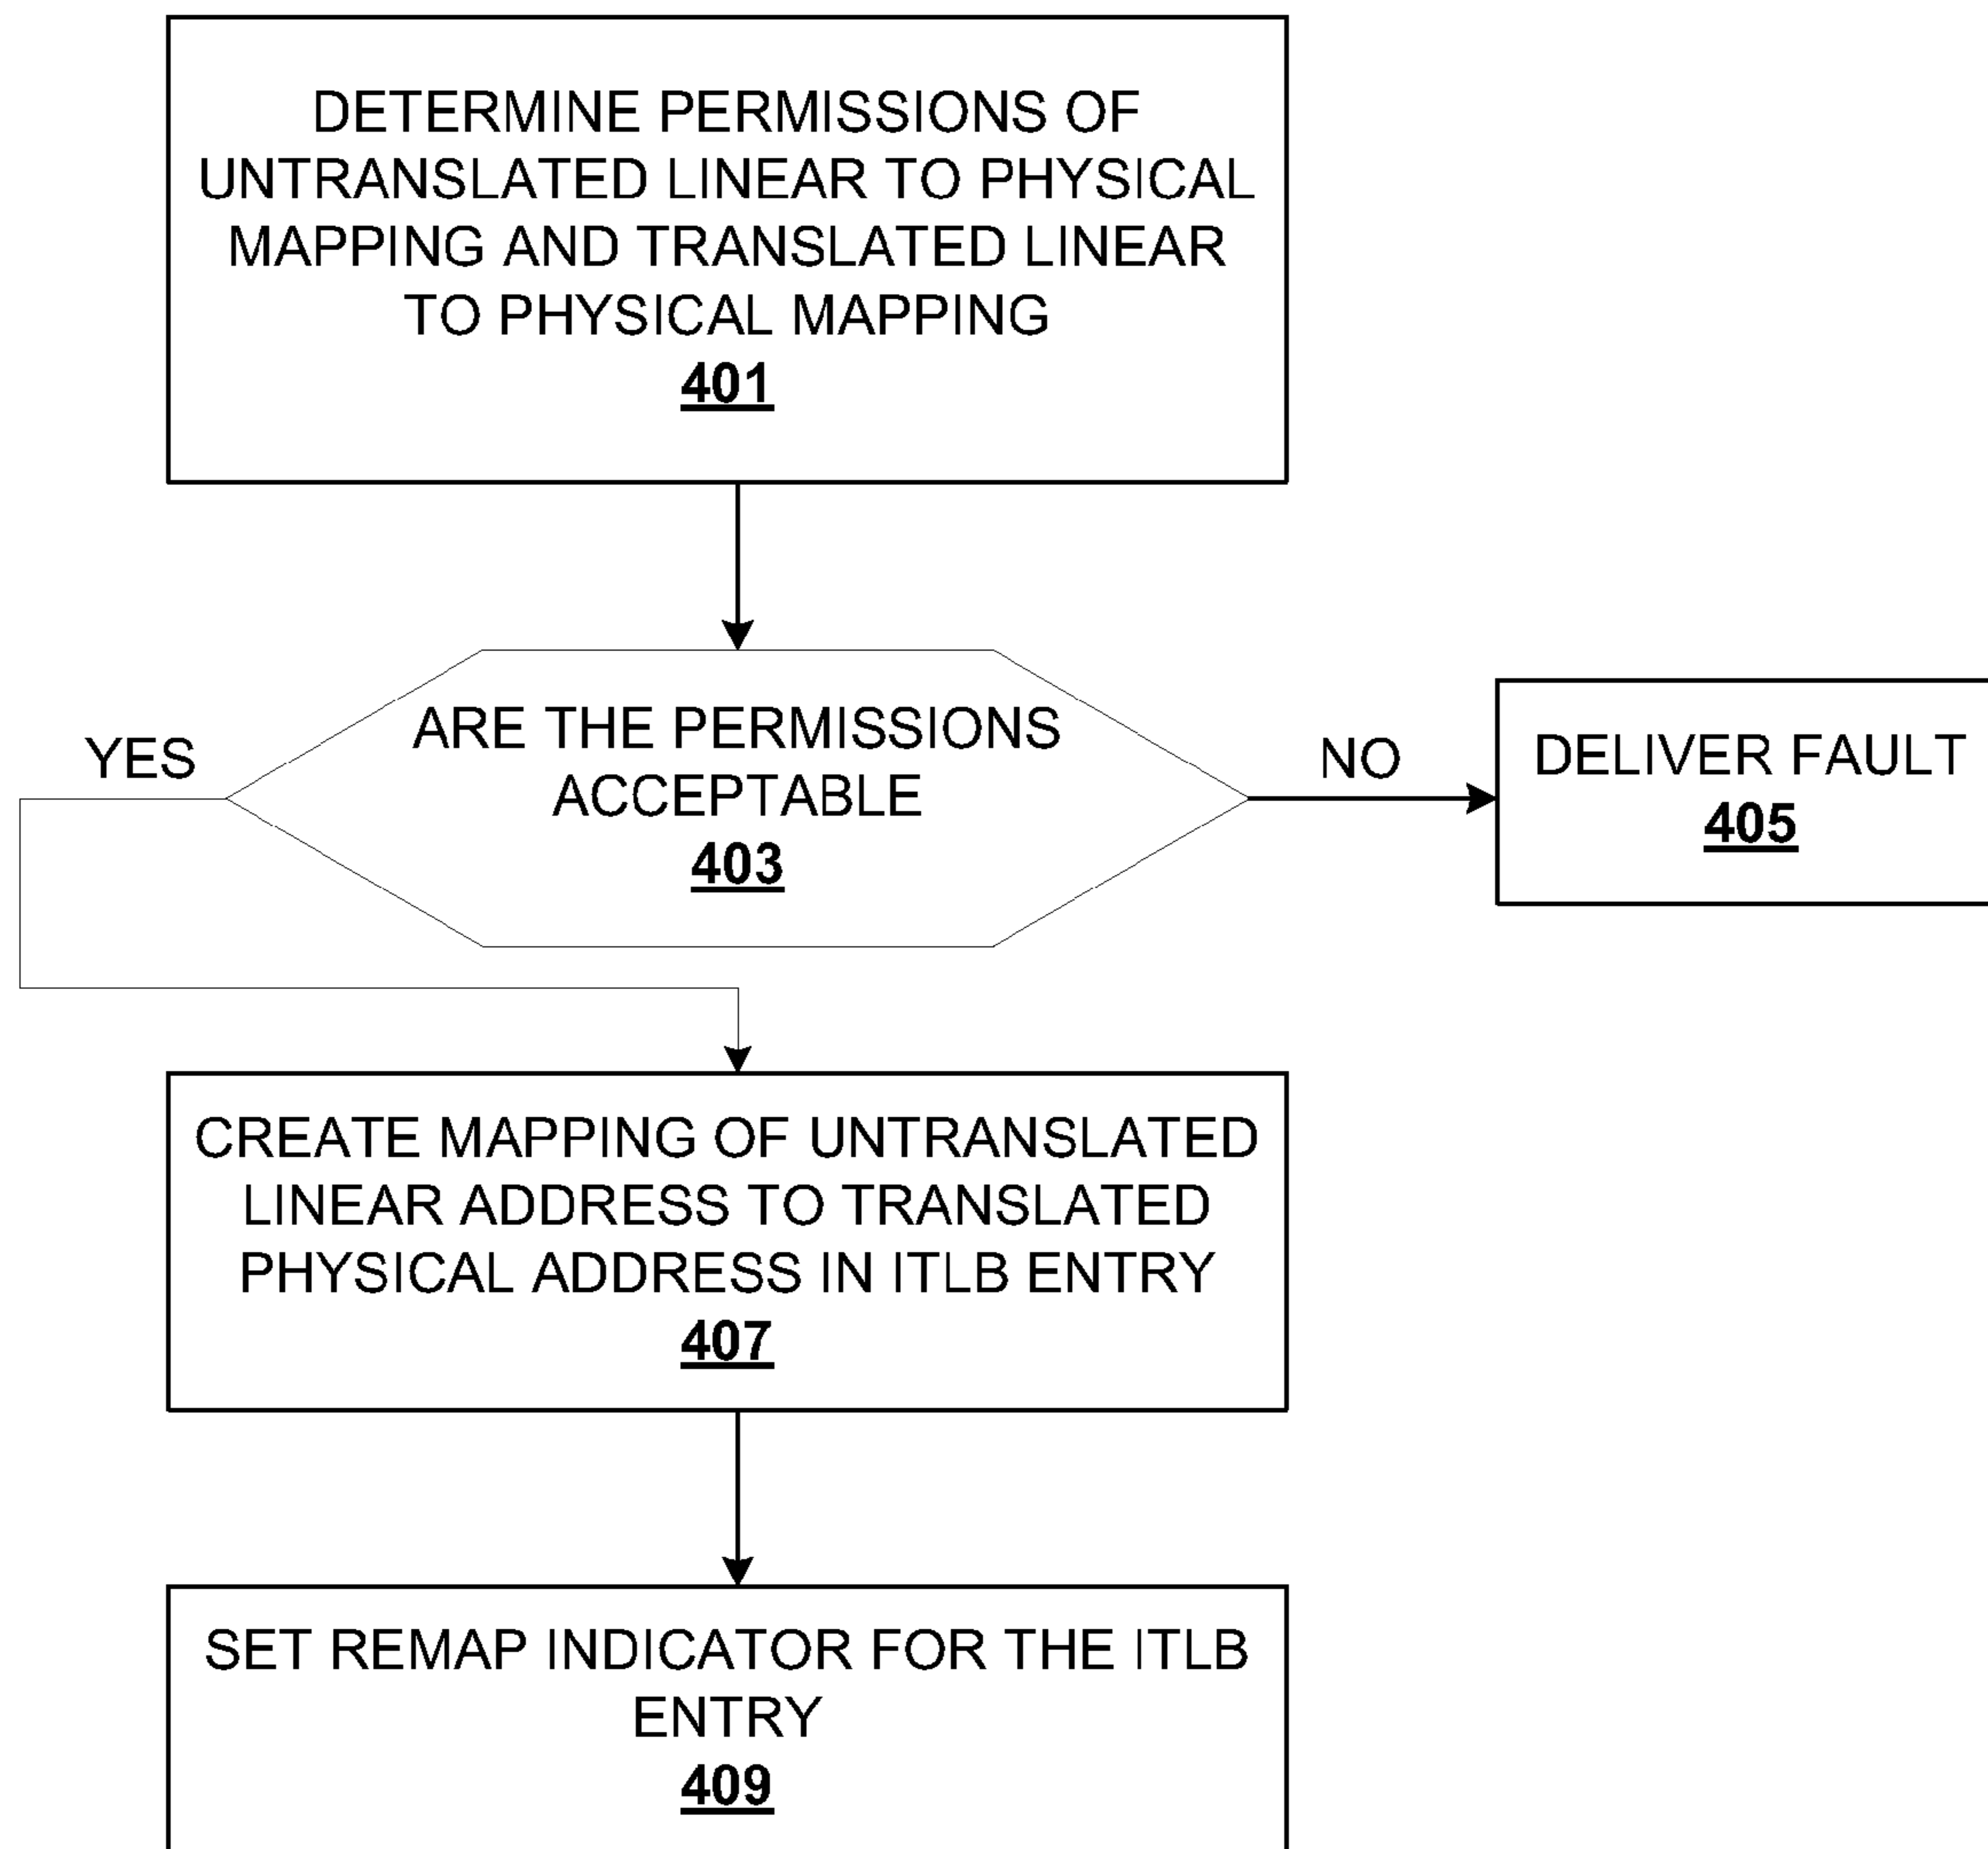 DETERMINE PERMISSIONS OF
UNTRANSLATED LINEAR TO PHYSICAL
MAPPING AND TRANSLATED LINEAR
TO PHYSICAL MAPPING
401
ARE THE PERMISSIONS
ACCEPTABLE
403
YES
NO
DELIVER FAULT
405
CREATE MAPPING OF UNTRANSLATED
LINEAR ADDRESS TO TRANSLATED
PHYSICAL ADDRESS IN ITLB ENTRY
407
SET REMAP INDICATOR FOR THE ITLB
ENTRY
409